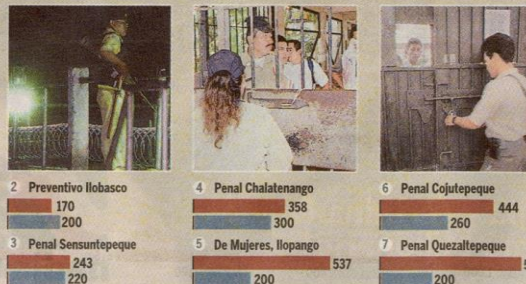 2 Preventivo Ilobasco
170
200
3 Penal Sensuntepeque
243
220
4 Penal Chalatenango
358
300
5 De Mujeres, Ilopango
537
200
6 Penal Cojutepeque
444
260
7 Penal Quezaltepeque
200